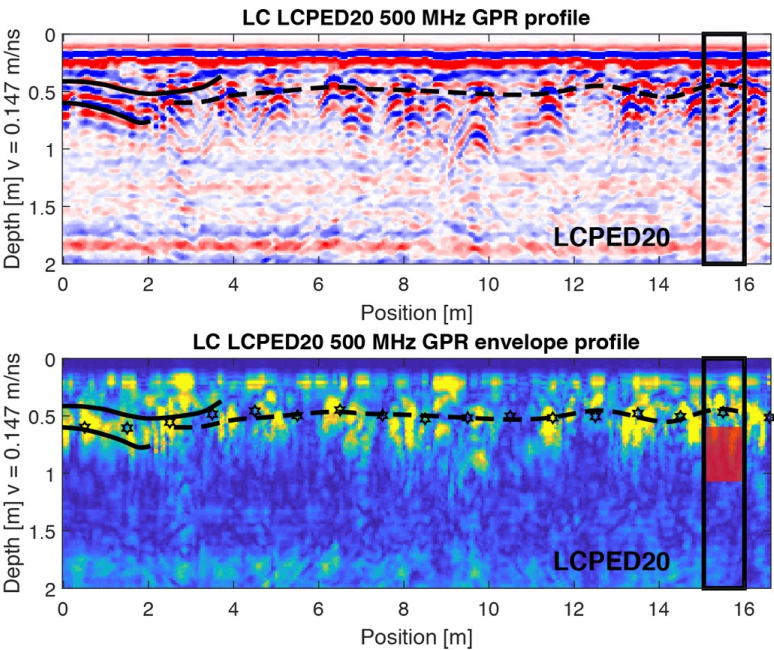 LC LCPED20 500 MHz GPR profile
0
0.5
1
1.5
2
Depth [m] v = 0.147 m/ns
LCPED20
0 2 4 6 8 10 12 14 16
Position [m]
LC LCPED20 500 MHz GPR envelope profile
0
0.5
1
1.5
2
Depth [m] v = 0.147 m/ns
LCPED20
0 2 4 6 8 10 12 14 16
Position [m]